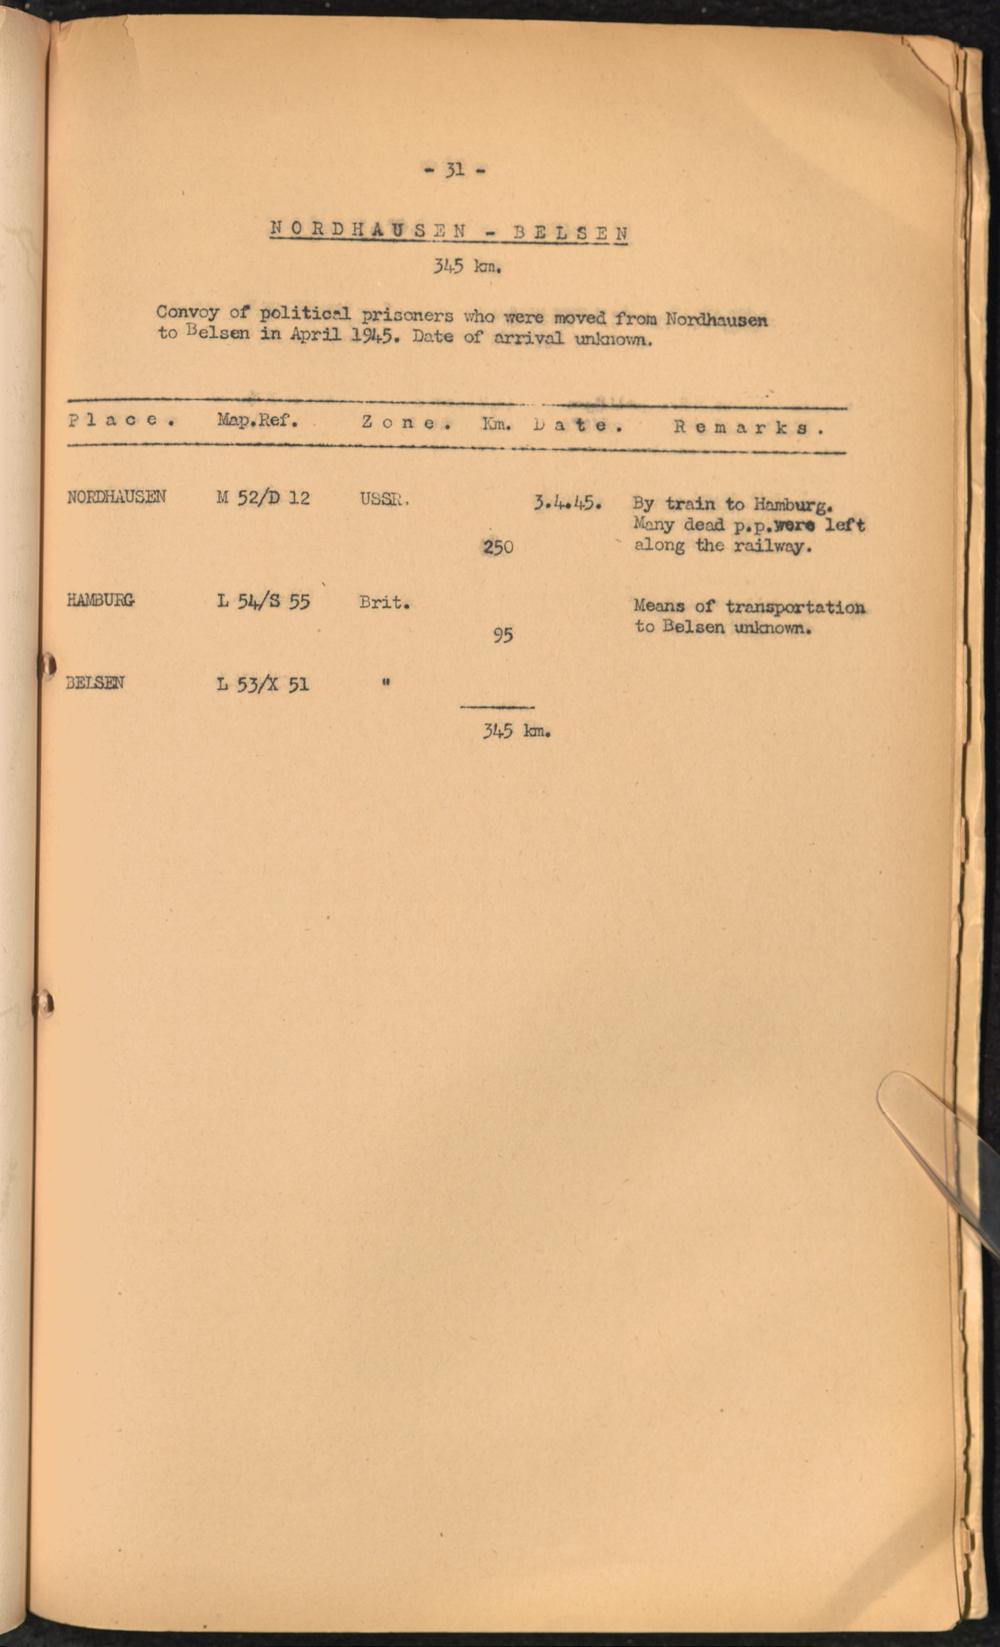 - 31 -
NORDHAUSEN - BELSEN
345 km.
Convoy of political prisoners who were moved from Nordhausen
to Belsen in April 1945. Date of arrival unknown.
Place. Map.Ref. Zone. Km. Date. Remarks.
NORDHAUSEN M 52/D 12 USSR. 3.4.45. By train to Hamburg.
Many dead p.p.were left
250 along the railway.
HAMBURG L 54/S 55 Brit. Means of transportation
95 to Belsen unknown.
BELSEN L 53/X 51 "
345 km.